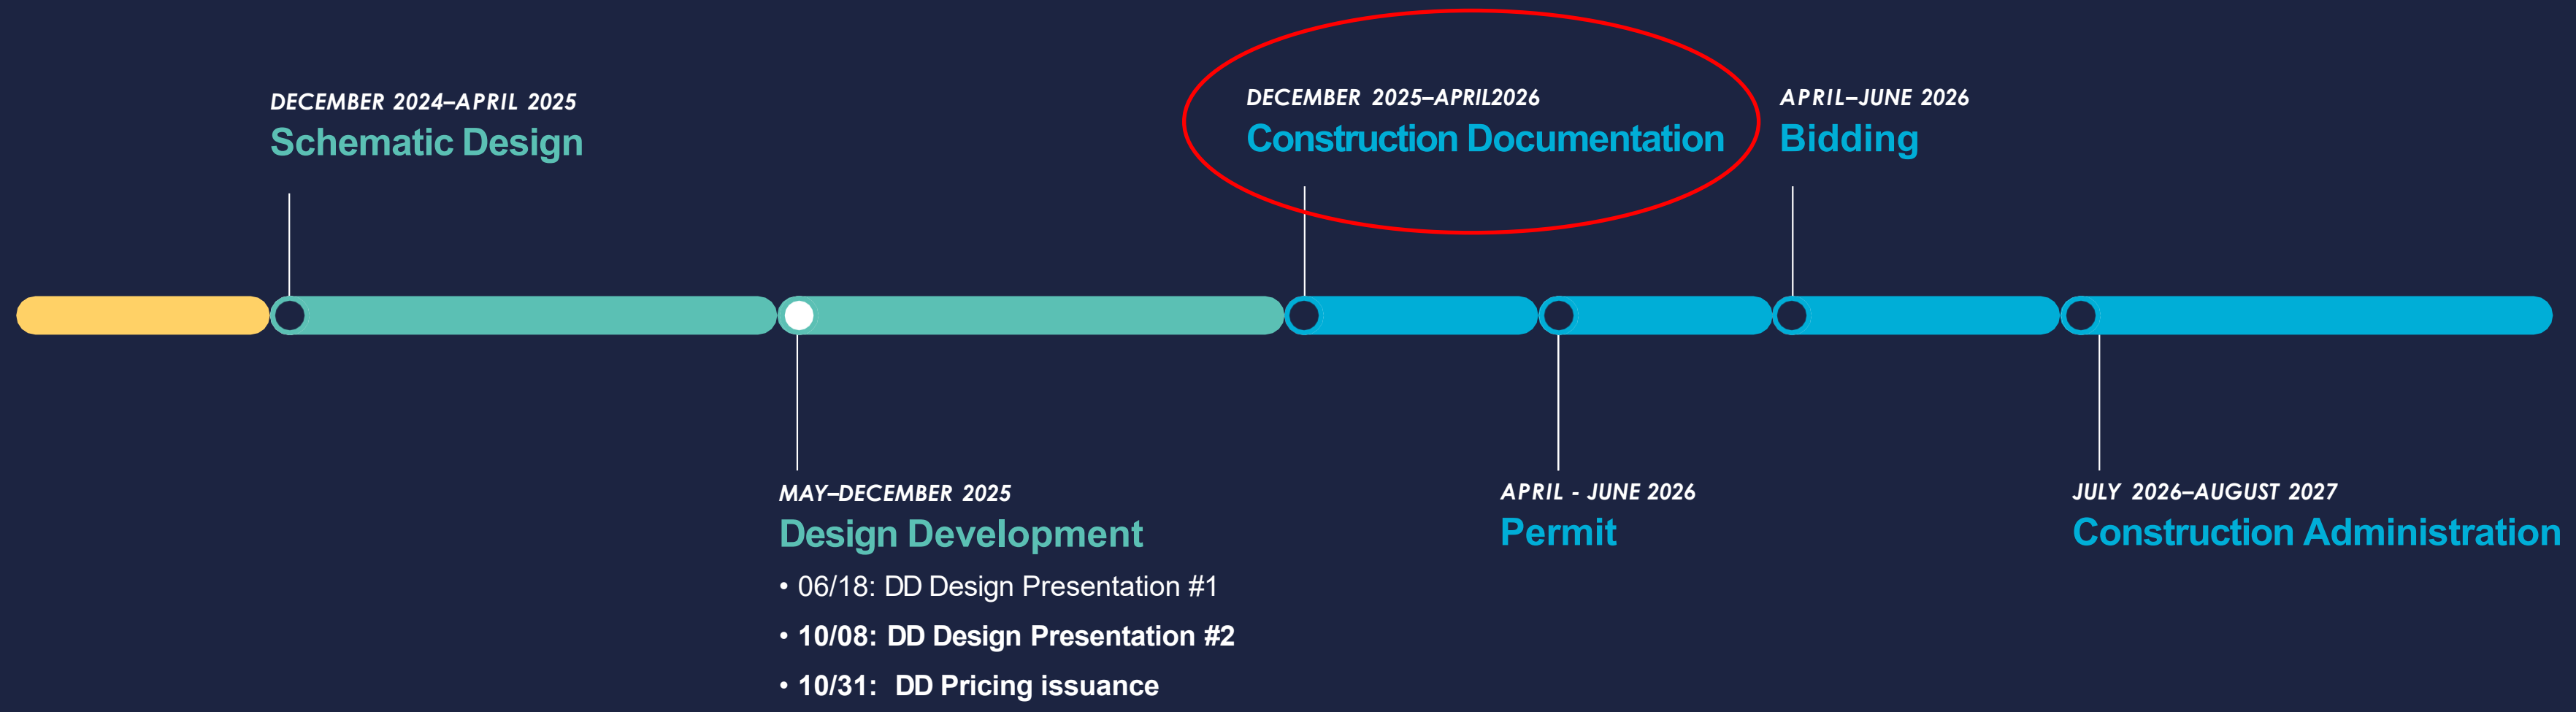 DECEMBER 2024–APRIL 2025
Schematic Design
DECEMBER 2025–APRIL2026
Construction Documentation
APRIL–JUNE 2026
Bidding
MAY–DECEMBER 2025
Design Development
• 06/18: DD Design Presentation #1
• 10/08: DD Design Presentation #2
• 10/31: DD Pricing issuance
APRIL - JUNE 2026
Permit
JULY 2026–AUGUST 2027
Construction Administration